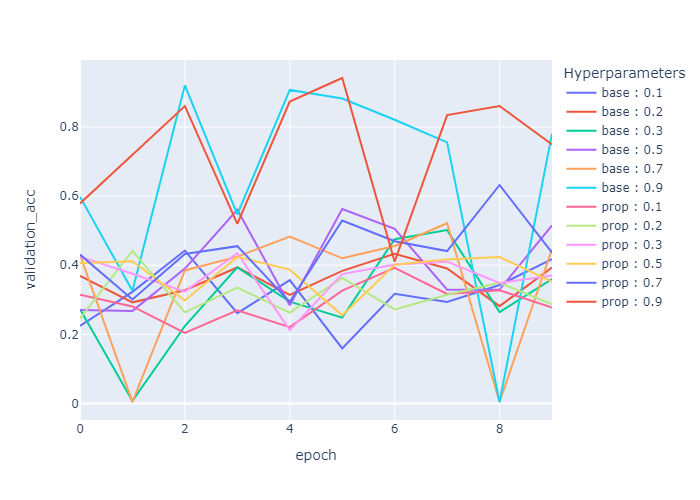 Hyperparameters
base : 0.1
base : 0.2
base : 0.3
base : 0.5
base : 0.7
base : 0.9
prop : 0.1
prop : 0.2
prop : 0.3
prop : 0.5
prop : 0.7
prop : 0.9
validation_acc
0.8
0.6
0.4
0.2
0
0
2
4
6
8
epoch